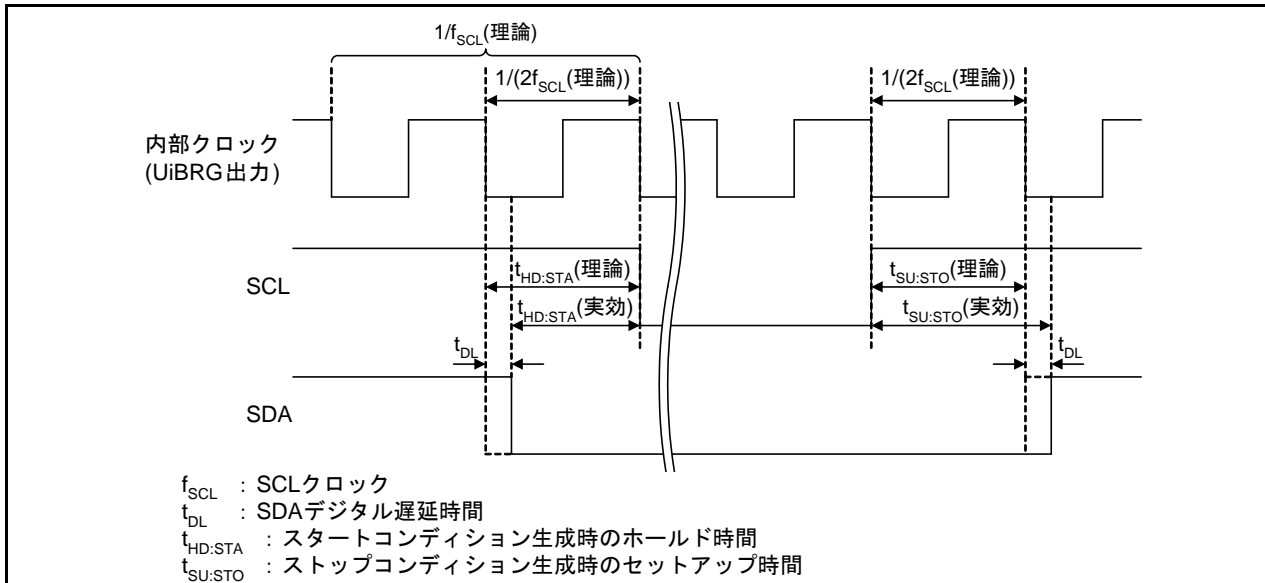 1/fSCL(理論)
1/(2fSCL(理論))
1/(2fSCL(理論))
内部クロック
(UiBRG出力)
SCL
tHD:STA(理論)
tSU:STO(理論)
tHD:STA(実効)
tSU:STO(実効)
tDL
tDL
SDA
fSCL : SCLクロック
tDL : SDAデジタル遅延時間
tHD:STA : スタートコンディション生成時のホールド時間
tSU:STO : ストップコンディション生成時のセットアップ時間